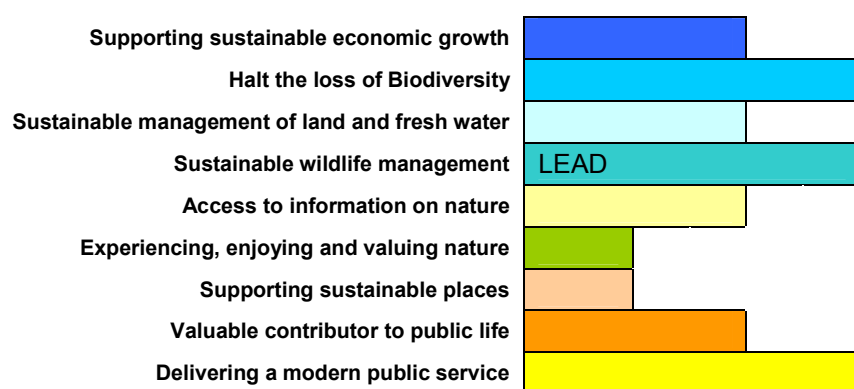 Supporting sustainable economic growth
Halt the loss of Biodiversity
Sustainable management of land and fresh water
Sustainable wildlife management LEAD
Access to information on nature
Experiencing, enjoying and valuing nature
Supporting sustainable places
Valuable contributor to public life
Delivering a modern public service